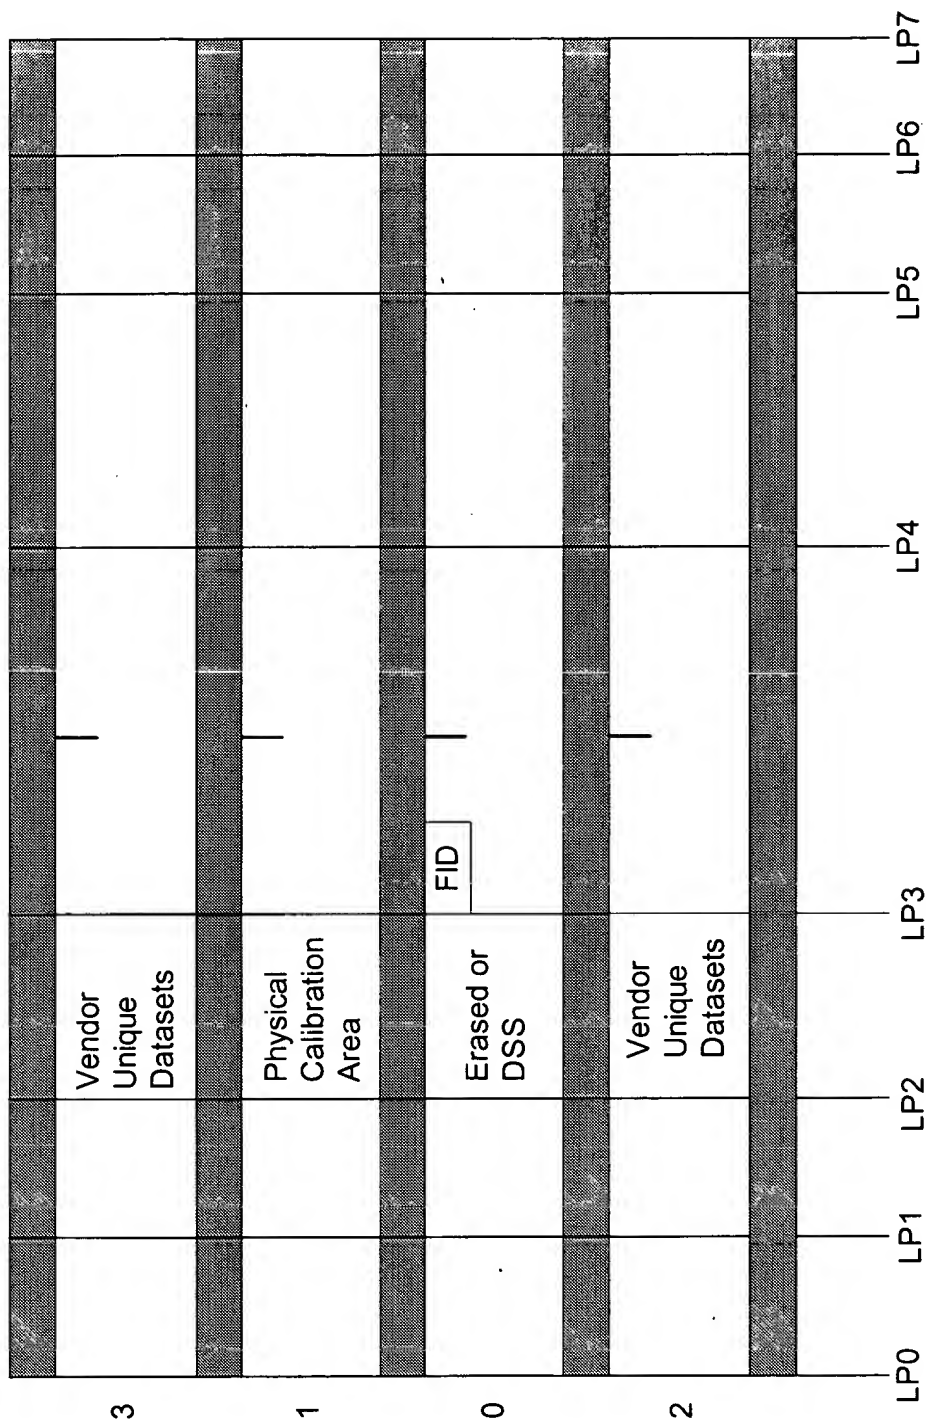 3
Vendor
Unique
Datasets
1
Physical
Calibration
Area
0
Erased or
DSS
FID
2
Vendor
Unique
Datasets
LP0
LP1
LP2
LP3
LP4
LP5
LP6
LP7